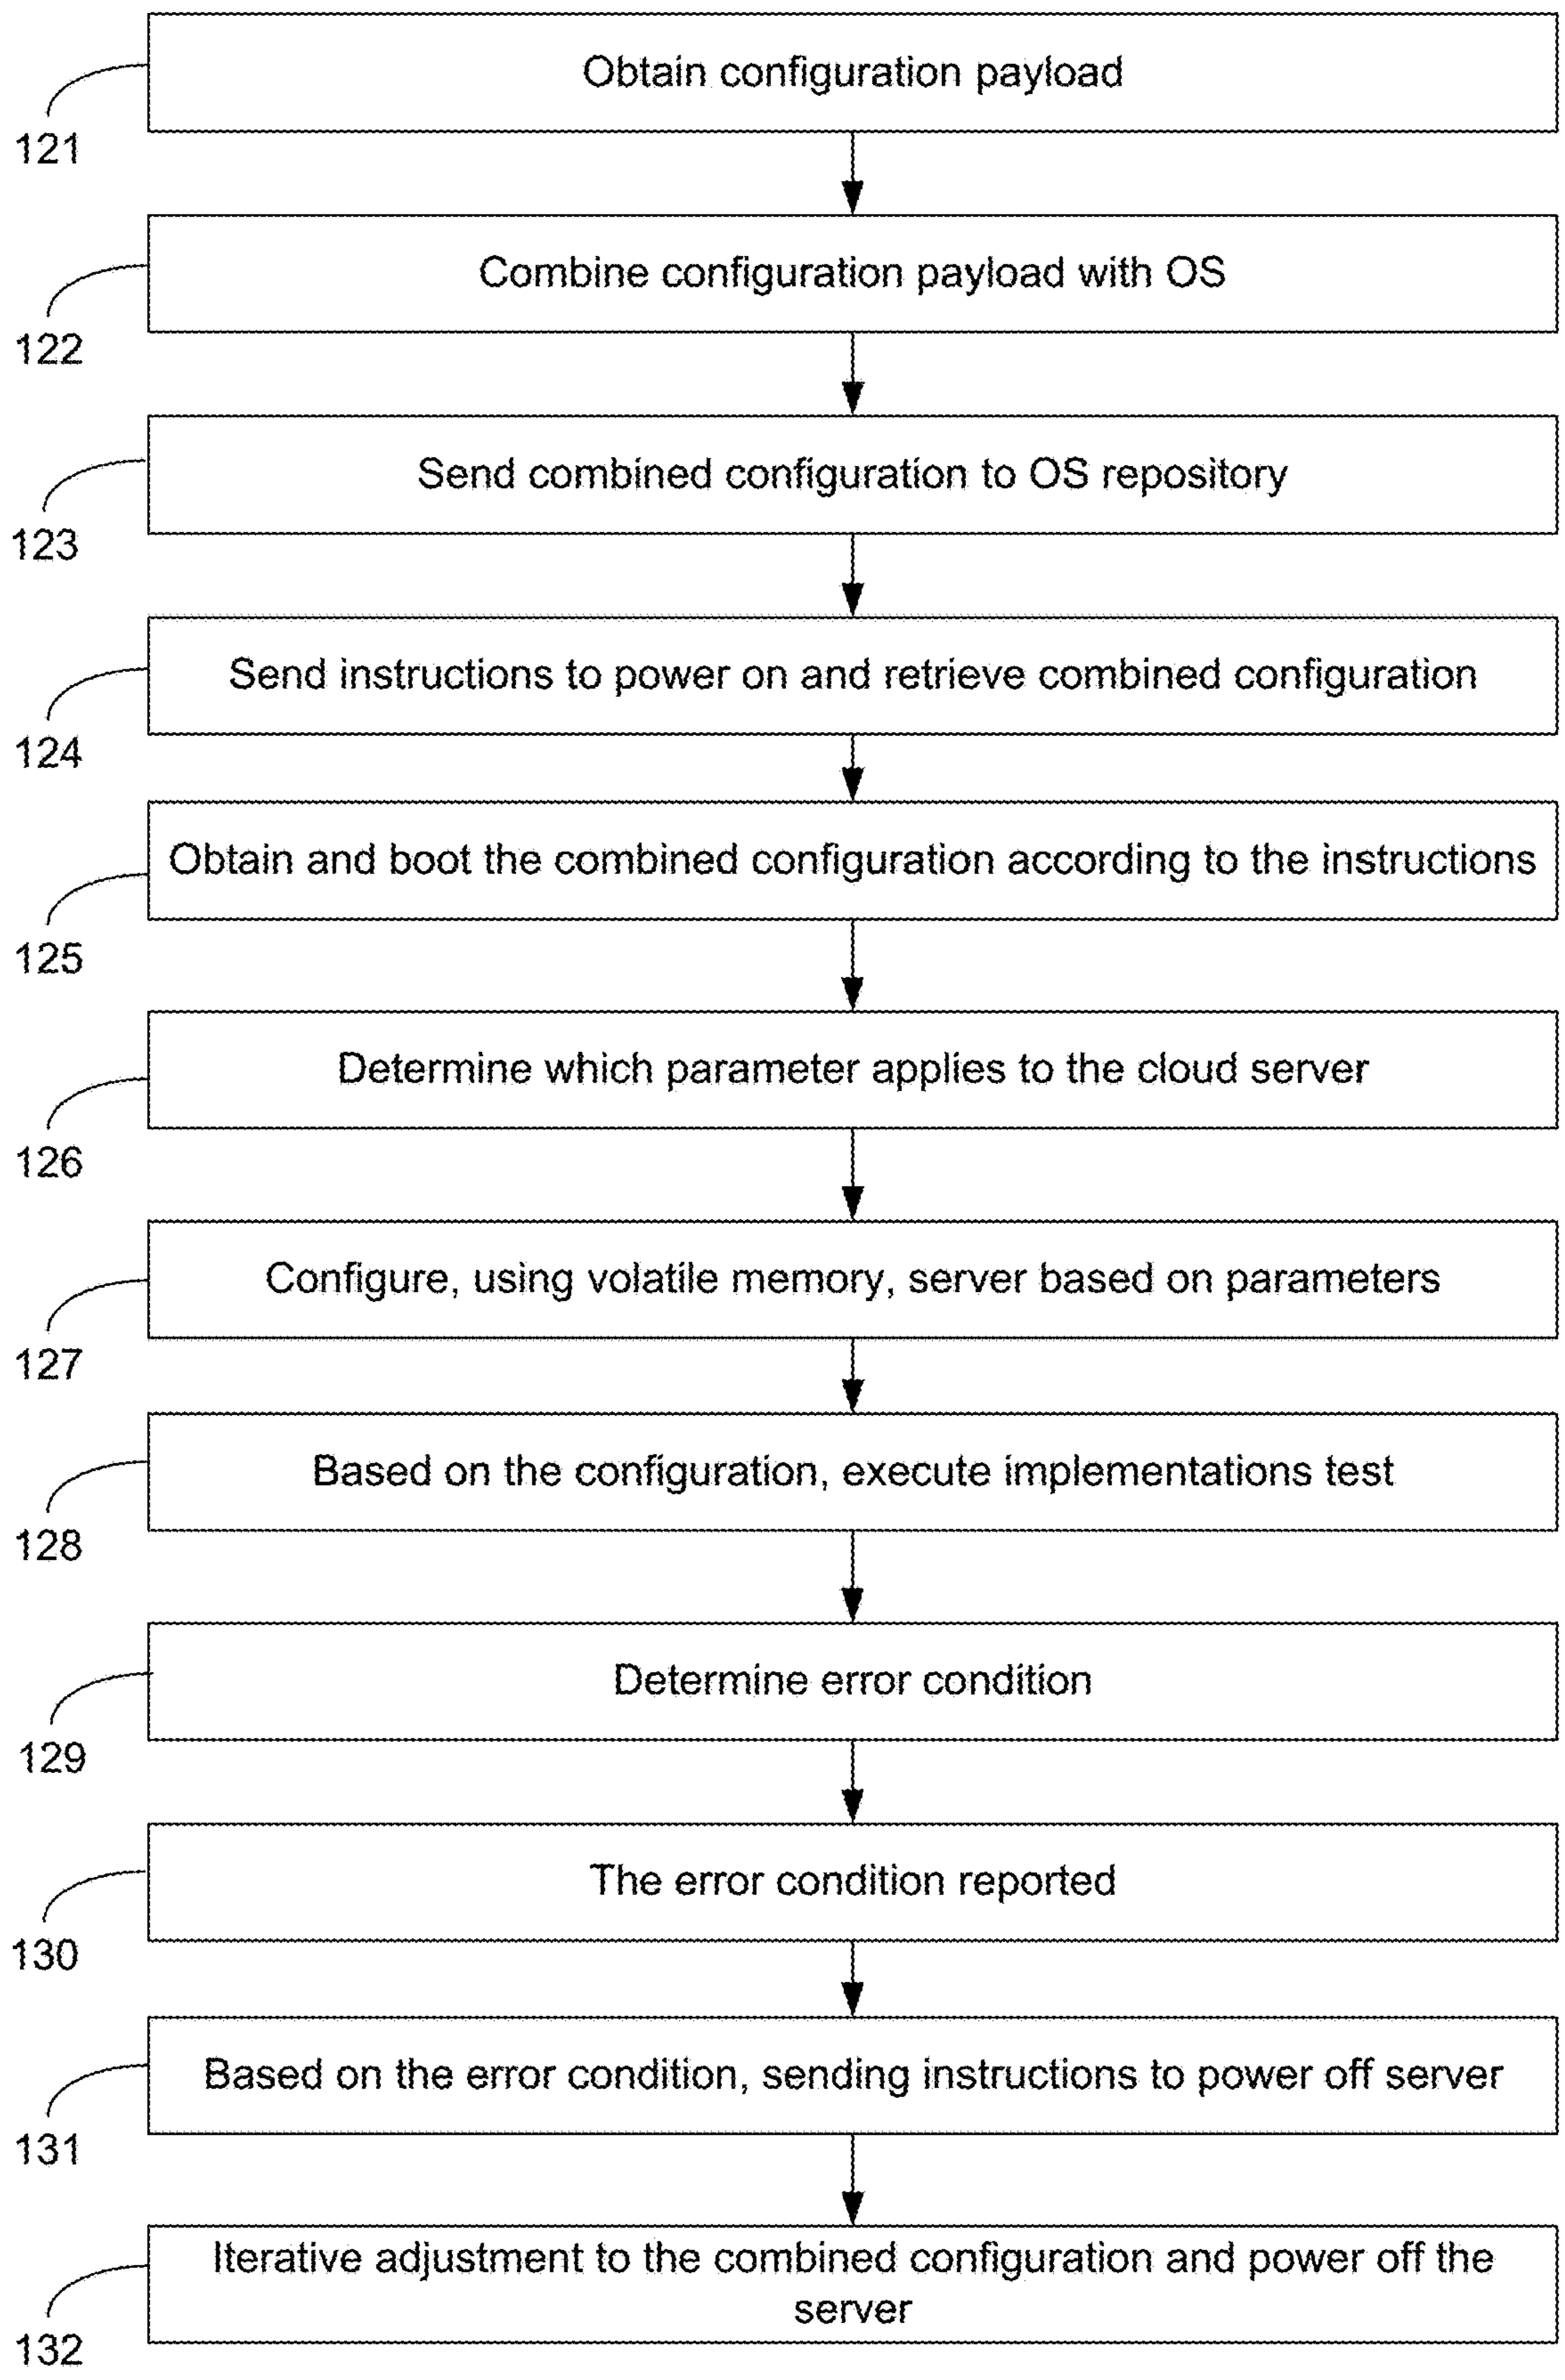 Obtain configuration payload
121
Combine configuration payload with OS
122
Send combined configuration to OS repository
123
Send instructions to power on and retrieve combined configuration
124
Obtain and boot the combined configuration according to the instructions
125
Determine which parameter applies to the cloud server
126
Configure, using volatile memory, server based on parameters
127
Based on the configuration, execute implementations test
128
Determine error condition
129
The error condition reported
130
Based on the error condition, sending instructions to power off server
131
Iterative adjustment to the combined configuration and power off the
server
132